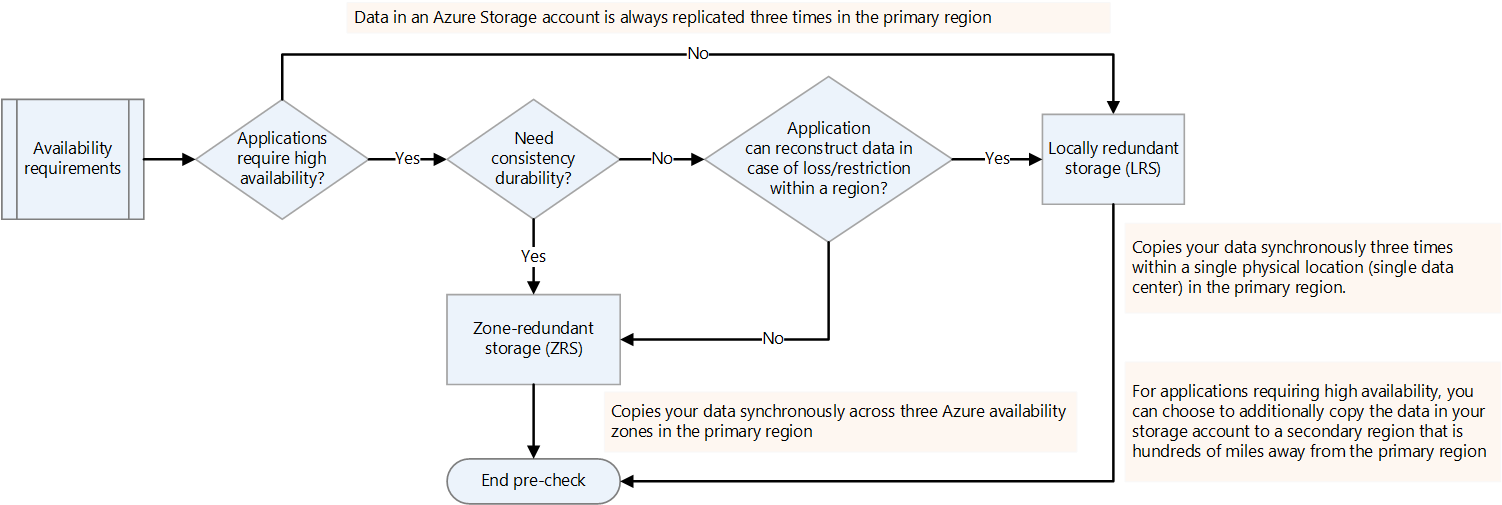 Data in an Azure Storage account is always replicated three times in the primary region
No
Availability
requirements
Applications
require high
availability?
Yes
Need
consistency
durability?
No
Application
can reconstruct data in
case of loss/restriction
within a region?
Yes
Locally redundant
storage (LRS)
Yes
Copies your data synchronously three times
within a single physical location (single data
center) in the primary region.
Zone-redundant
storage (ZRS)
No
Copies your data synchronously across three Azure availability
zones in the primary region
For applications requiring high availability, you
can choose to additionally copy the data in your
storage account to a secondary region that is
hundreds of miles away from the primary region
End pre-check